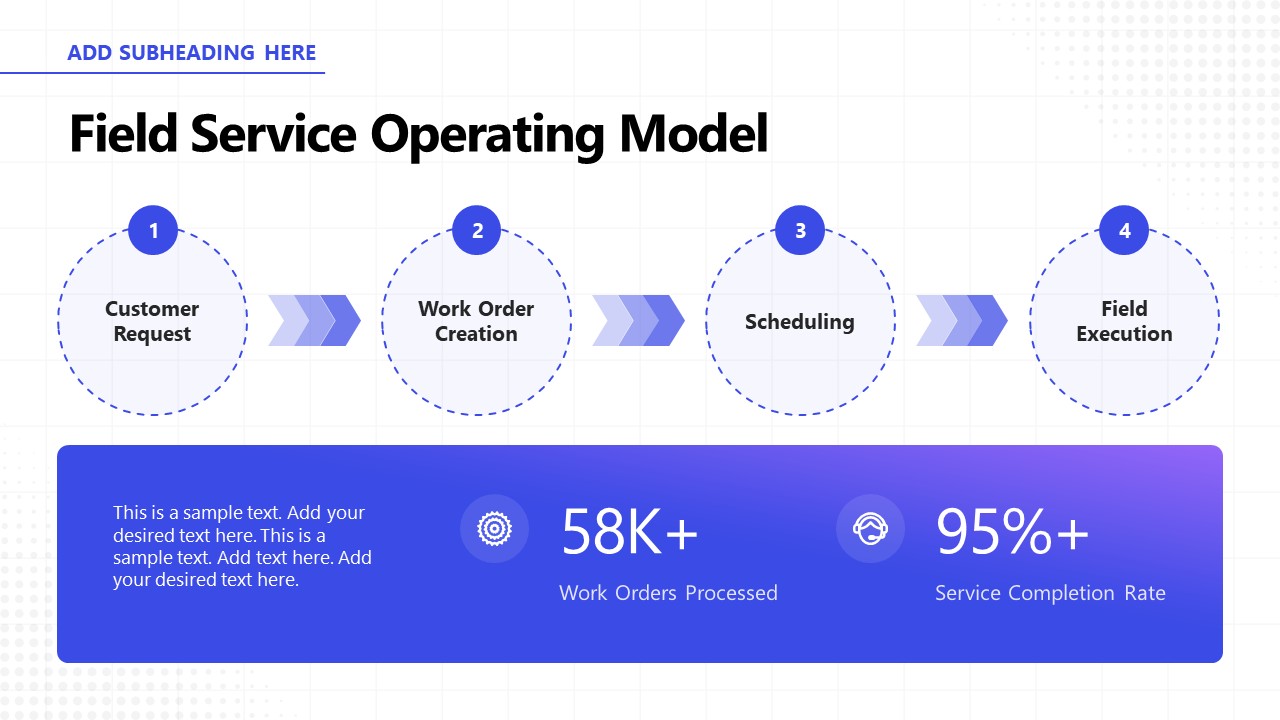 ADD SUBHEADING HERE
Field Service Operating Model
1
Customer
Request
2
Work Order
Creation
3
Scheduling
4
Field
Execution
This is a sample text. Add your
desired text here. This is a
sample text. Add text here. Add
your desired text here.
58K+
Work Orders Processed
95%+
Service Completion Rate